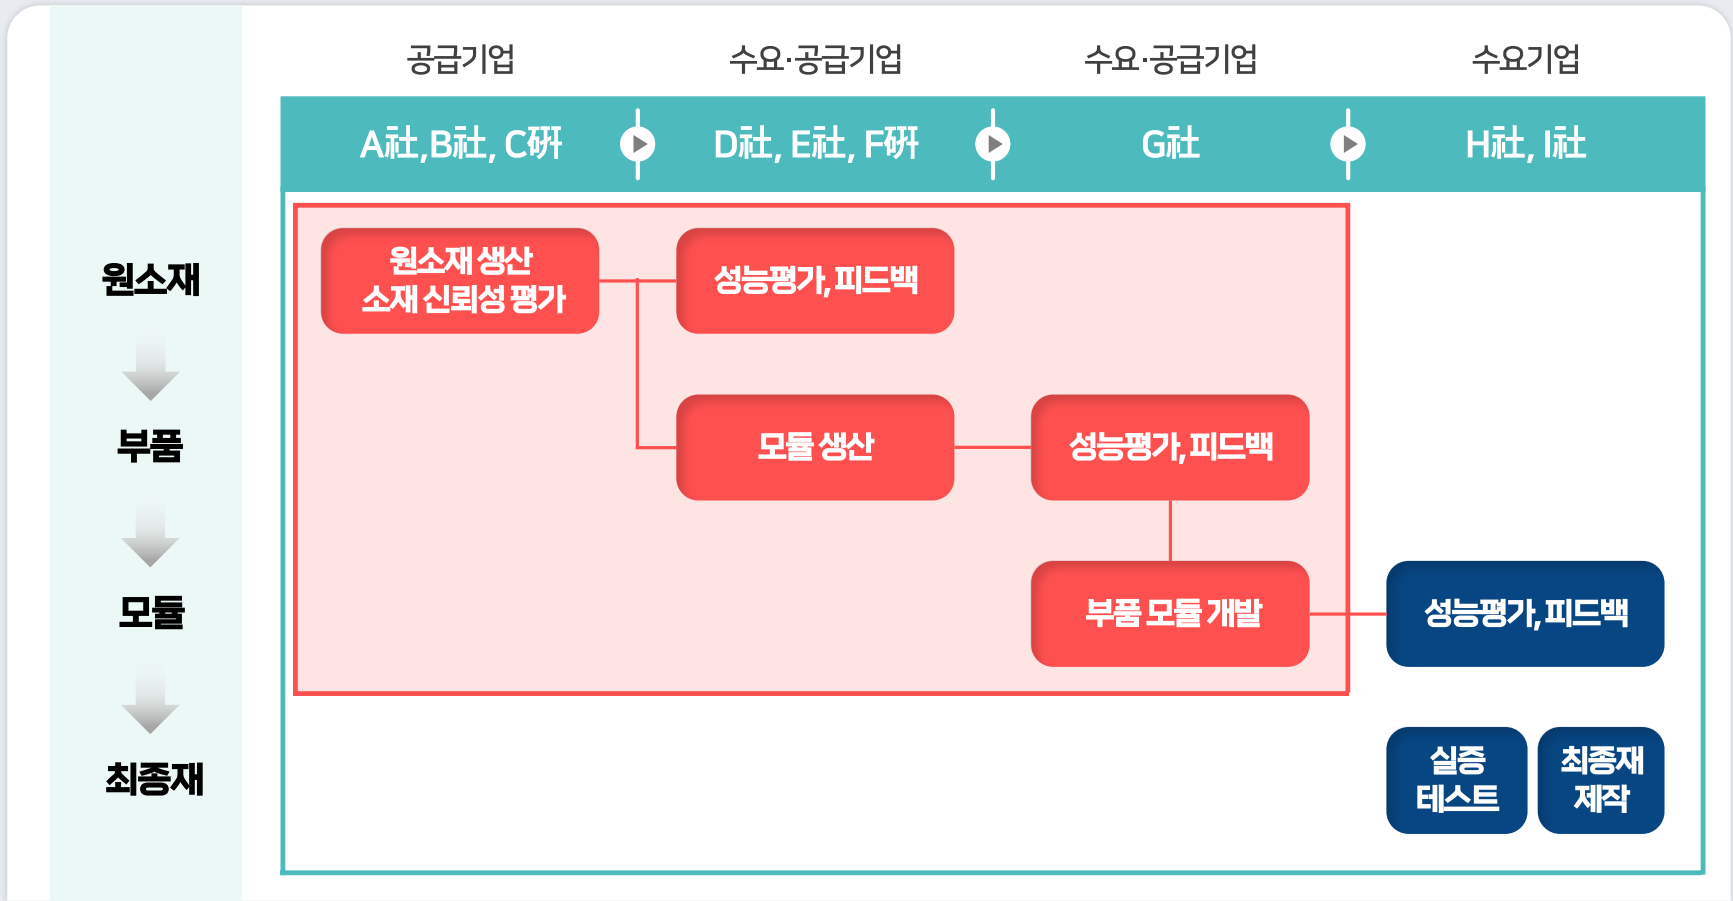 공급기업
수요·공급기업
수요·공급기업
수요기업
A社,B社, C硏
D社, E社, F硏
G社
H社, I社
원소재
원소재 생산
소재 신뢰성 평가
성능평가, 피드백
부품
모듈 생산
성능평가, 피드백
모듈
부품 모듈 개발
성능평가, 피드백
최종재
실증
테스트
최종재
제작